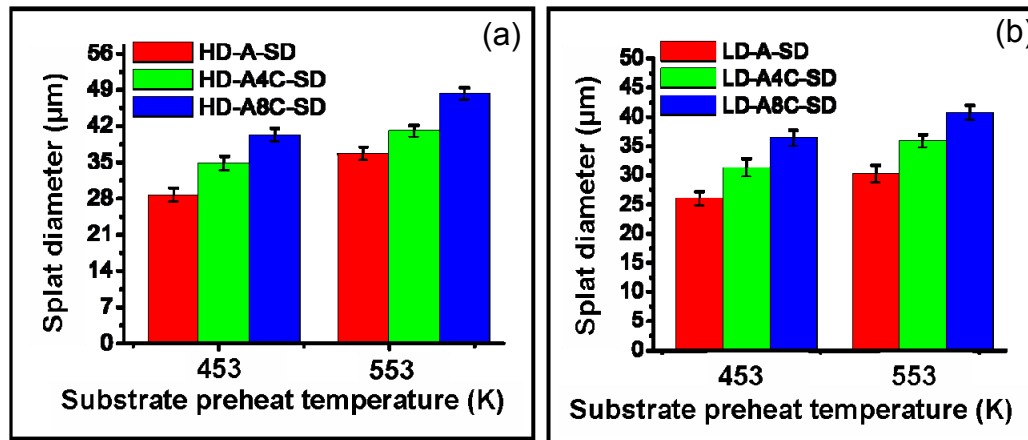 (a)
HD-A-SD
HD-A4C-SD
HD-A8C-SD
Splat diameter (μm)
56
49
42
35
28
21
14
7
0
453 553
Substrate preheat temperature (K)
(b)
LD-A-SD
LD-A4C-SD
LD-A8C-SD
Splat diameter (μm)
50
45
40
35
30
25
20
15
10
5
0
453 553
Substrate preheat temperature (K)